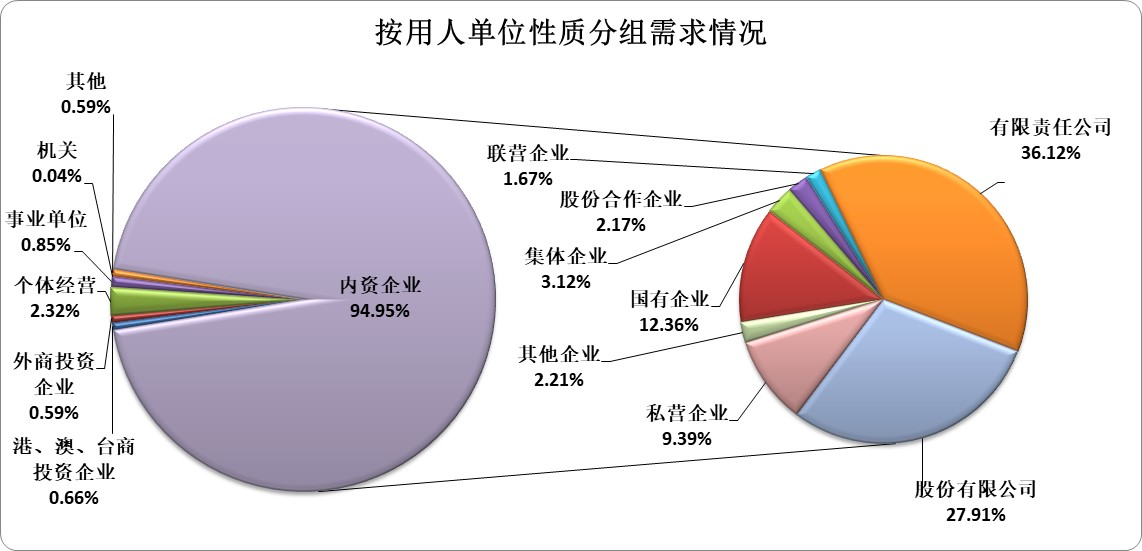 按用人单位性质分组需求情况
其他
0.59%
机关
0.04%
事业单位
0.85%
个体经营
2.32%
外商投资
企业
0.59%
港、澳、台商
投资企业
0.66%
内资企业
94.95%
联营企业
1.67%
股份合作企业
2.17%
集体企业
3.12%
国有企业
12.36%
其他企业
2.21%
私营企业
9.39%
有限责任公司
36.12%
股份有限公司
27.91%